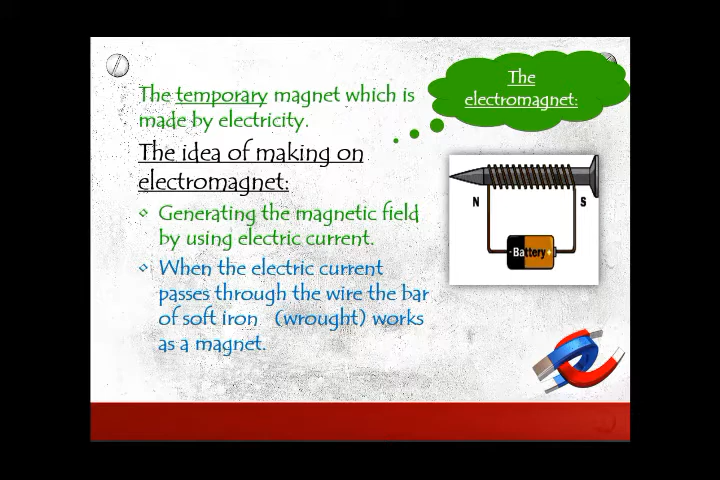 The
electromagnet:
The temporary magnet which is
made by electricity.
The idea of making on
electromagnet:
• Generating the magnetic field
by using electric current.
• When the electric current
passes through the wire the bar
of soft iron (wrought) works
as a magnet.
N S
- Battery +